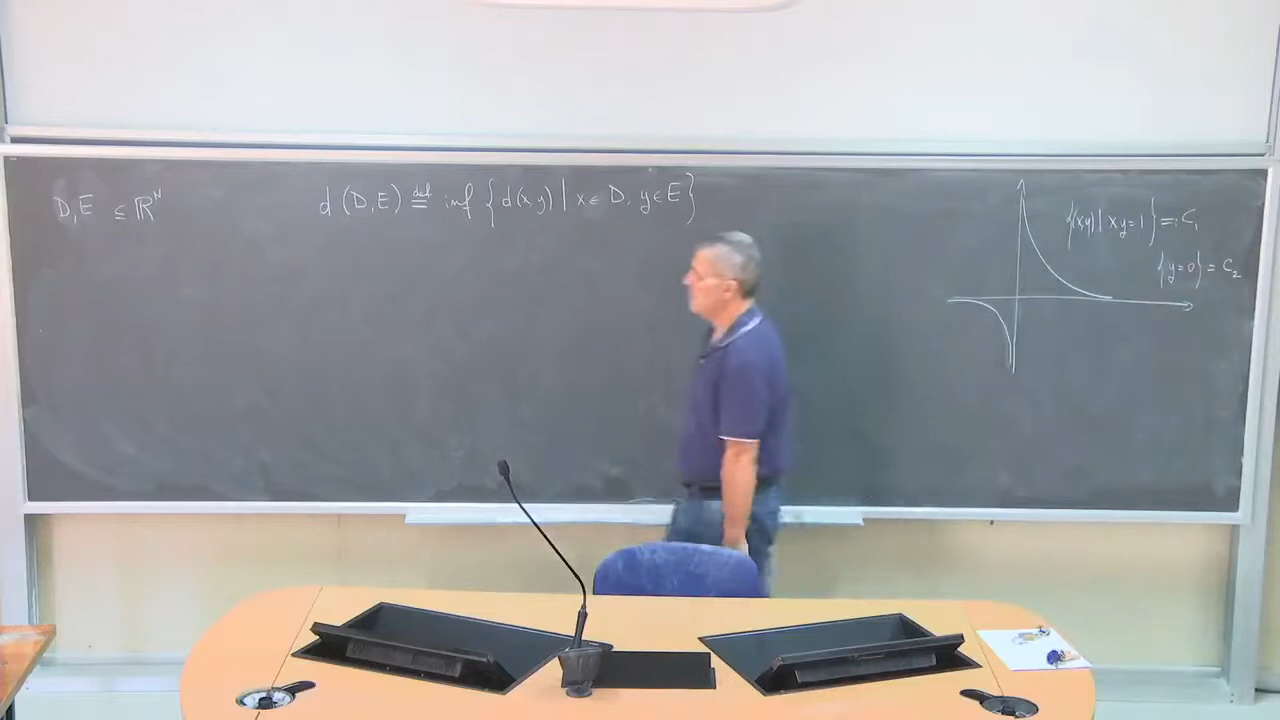 D, E ⊆ ℝᴺ
d (D, E) ≝ inf { d(x,y) | x ∈ D, y ∈ E }
{(x,y) | xy = 1} =: C₁
{y = 0} = C₂